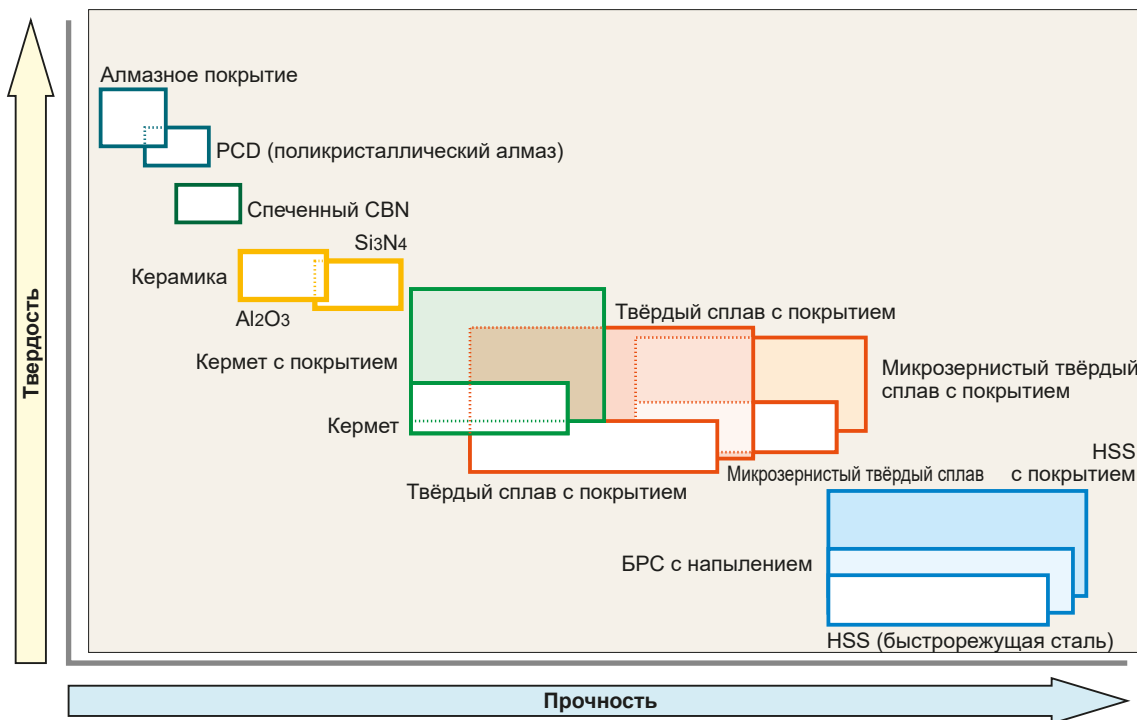 Твердость
Алмазное покрытие
PCD (поликристаллический алмаз)
Спеченный CBN
Si3N4
Керамика
Al2O3
Твёрдый сплав с покрытием
Кермет с покрытием
Микрозернистый твёрдый
сплав с покрытием
Кермет
HSS
с покрытием
Микрозернистый твёрдый сплав
Твёрдый сплав с покрытием
БРС с напылением
HSS (быстрорежущая сталь)
Прочность